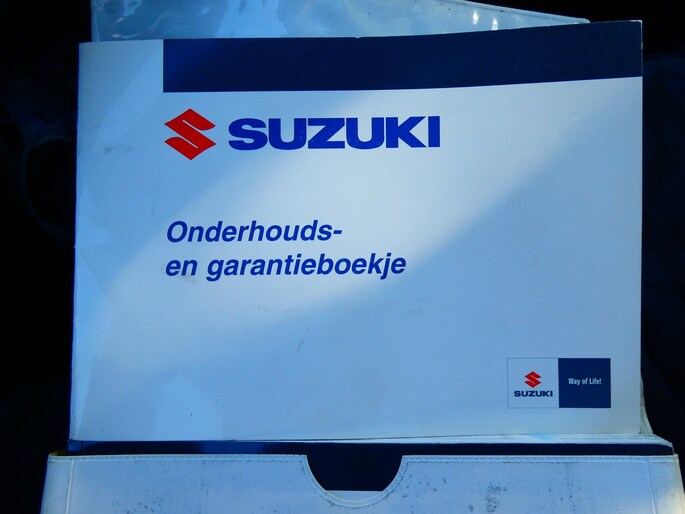 SUZUKI
Onderhouds-
en garantieboekje
SUZUKI
Way of Life!